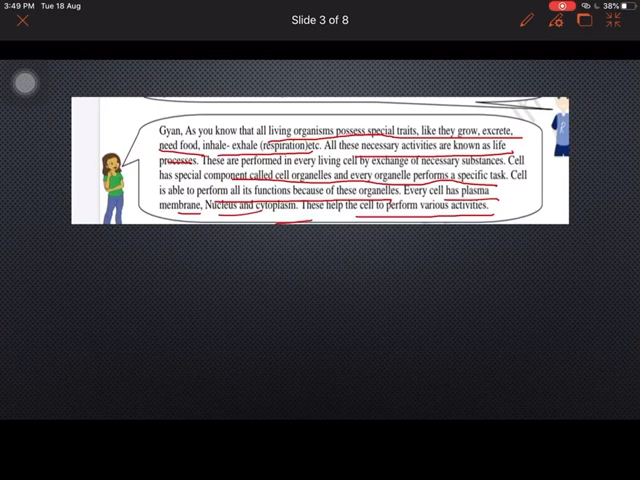 3:49 PM Tue 18 Aug
38%
Slide 3 of 8
Gyan, As you know that all living organisms possess special traits, like they grow, excrete,
need food, inhale- exhale (respiration)etc. All these necessary activities are known as life
processes. These are performed in every living cell by exchange of necessary substances. Cell
has special component called cell organelles and every organelle performs a specific task. Cell
is able to perform all its functions because of these organelles. Every cell has plasma
membrane, Nucleus and cytoplasm. These help the cell to perform various activities.